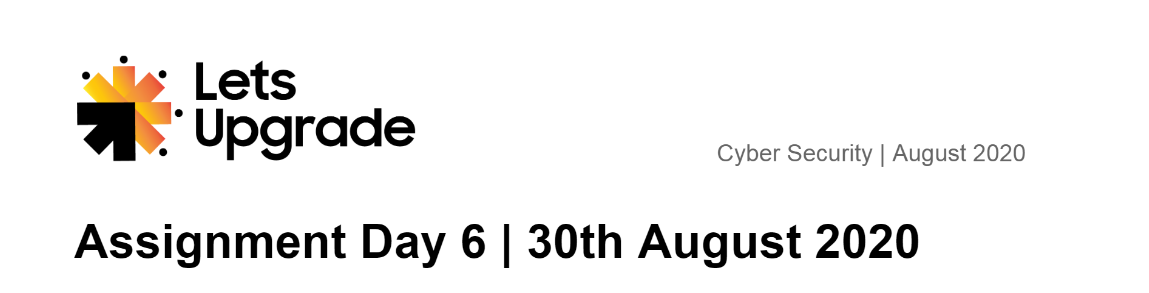 Lets
Upgrade
Cyber Security | August 2020
Assignment Day 6 | 30th August 2020